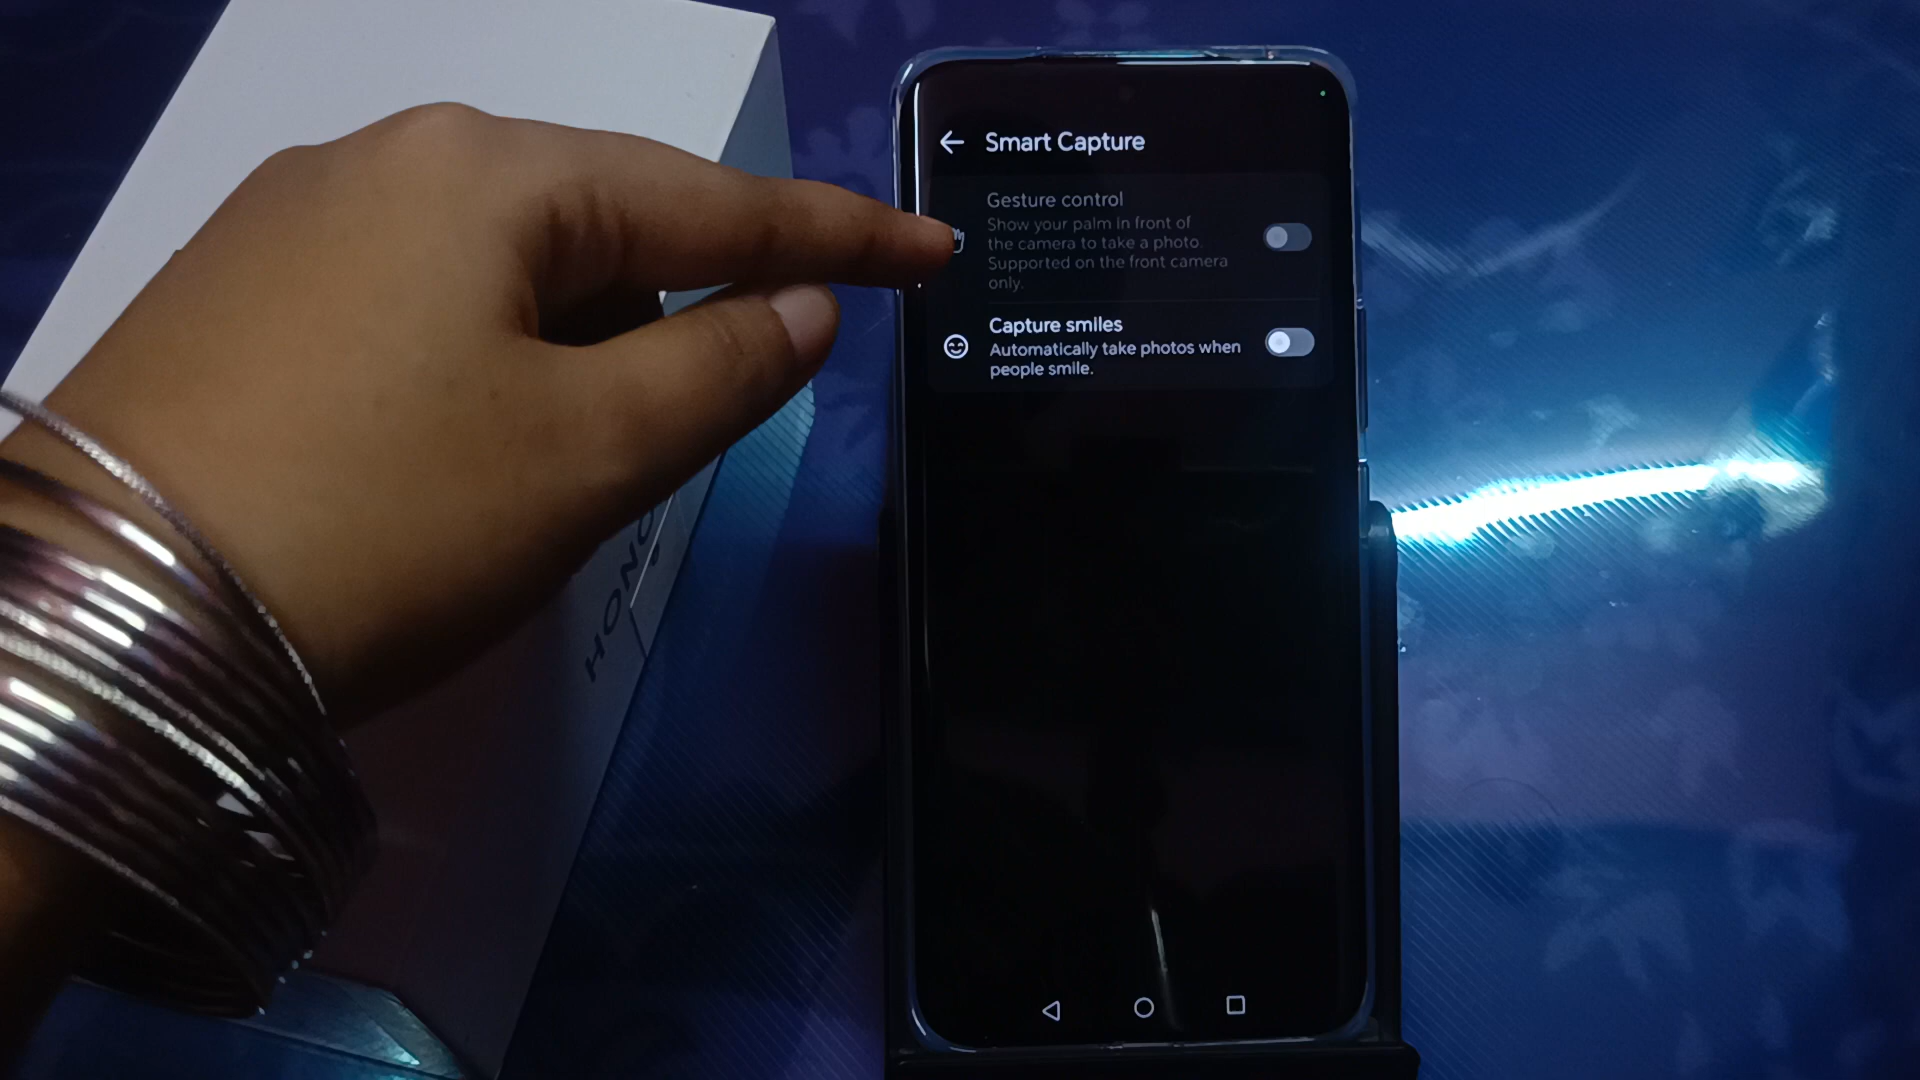 Smart Capture
Gesture control
Show your palm in front of
the camera to take a photo.
Supported on the front camera
only.
Capture smiles
Automatically take photos when
people smile.
HONO